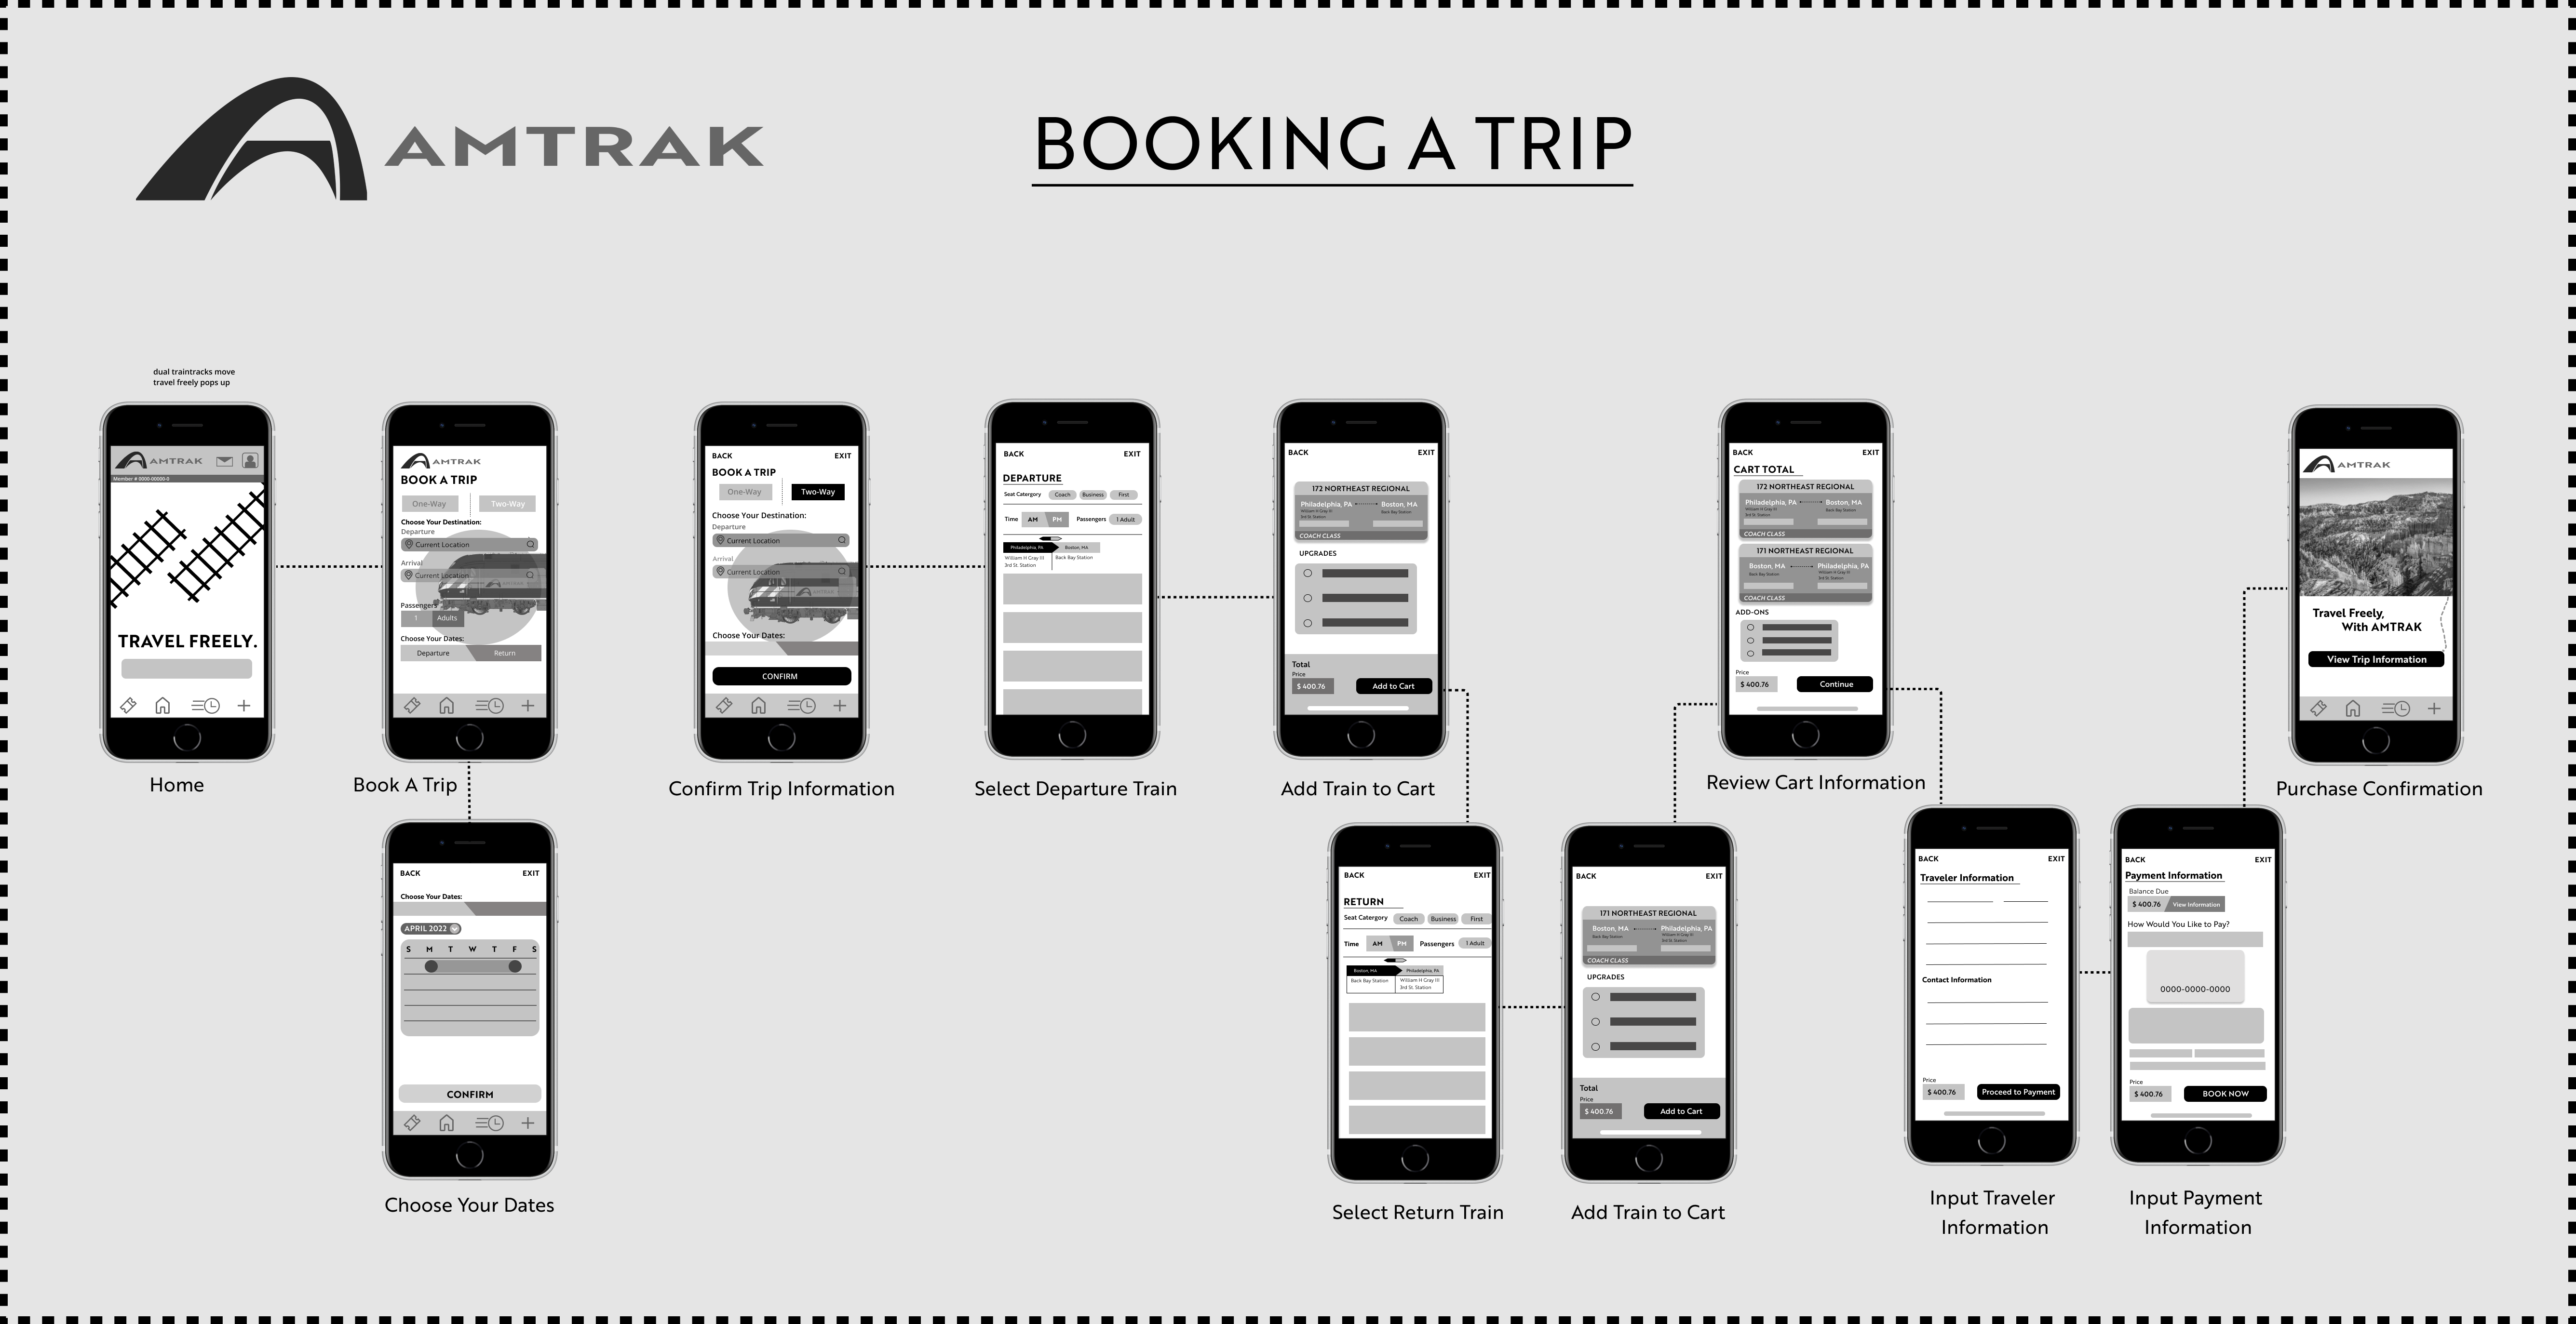 AMTRAK
BOOKING A TRIP
dual traintracks move
travel freely pops up
AMTRAK
Member # 0000-00000-0
TRAVEL FREELY.
Home
AMTRAK
BOOK A TRIP
One-Way
Two-Way
Choose Your Destination:
Departure
Current Location
Arrival
Current Location
AMTRAK
Passengers
1
Adults
Choose Your Dates:
Departure
Return
Book A Trip
BACK
EXIT
Choose Your Dates:
APRIL 2022
S M T W T F S
CONFIRM
Choose Your Dates
BACK
EXIT
BOOK A TRIP
One-Way
Two-Way
Choose Your Destination:
Departure
Current Location
Arrival
Current Location
AMTRAK
Choose Your Dates:
CONFIRM
Confirm Trip Information
BACK
EXIT
DEPARTURE
Seat Catergory
Coach
Business
First
Time
AM
PM
Passengers
1 Adult
Philadelphia, PA
Boston, MA
William H Gray III
3rd St. Station
Back Bay Station
Select Departure Train
BACK
EXIT
172 NORTHEAST REGIONAL
Philadelphia, PA
William H Gray III
3rd St. Station
Boston, MA
Back Bay Station
COACH CLASS
UPGRADES
Total
Price
$ 400.76
Add to Cart
Add Train to Cart
BACK
EXIT
RETURN
Seat Catergory
Coach
Business
First
Time
AM
PM
Passengers
1 Adult
Boston, MA
Philadelphia, PA
Back Bay Station
William H Gray III
3rd St. Station
Select Return Train
BACK
EXIT
171 NORTHEAST REGIONAL
Boston, MA
Back Bay Station
Philadelphia, PA
William H Gray III
3rd St. Station
COACH CLASS
UPGRADES
Total
Price
$ 400.76
Add to Cart
Add Train to Cart
BACK
EXIT
CART TOTAL
172 NORTHEAST REGIONAL
Philadelphia, PA
William H Gray III
3rd St. Station
Boston, MA
Back Bay Station
COACH CLASS
171 NORTHEAST REGIONAL
Boston, MA
Back Bay Station
Philadelphia, PA
William H Gray III
3rd St. Station
COACH CLASS
ADD-ONS
Price
$ 400.76
Continue
Review Cart Information
BACK
EXIT
Traveler Information
Contact Information
Price
$ 400.76
Proceed to Payment
Input Traveler
Information
BACK
EXIT
Payment Information
Balance Due
$ 400.76
View Information
How Would You Like to Pay?
0000-0000-0000
Price
$ 400.76
BOOK NOW
Input Payment
Information
AMTRAK
Travel Freely,
With AMTRAK
View Trip Information
Purchase Confirmation